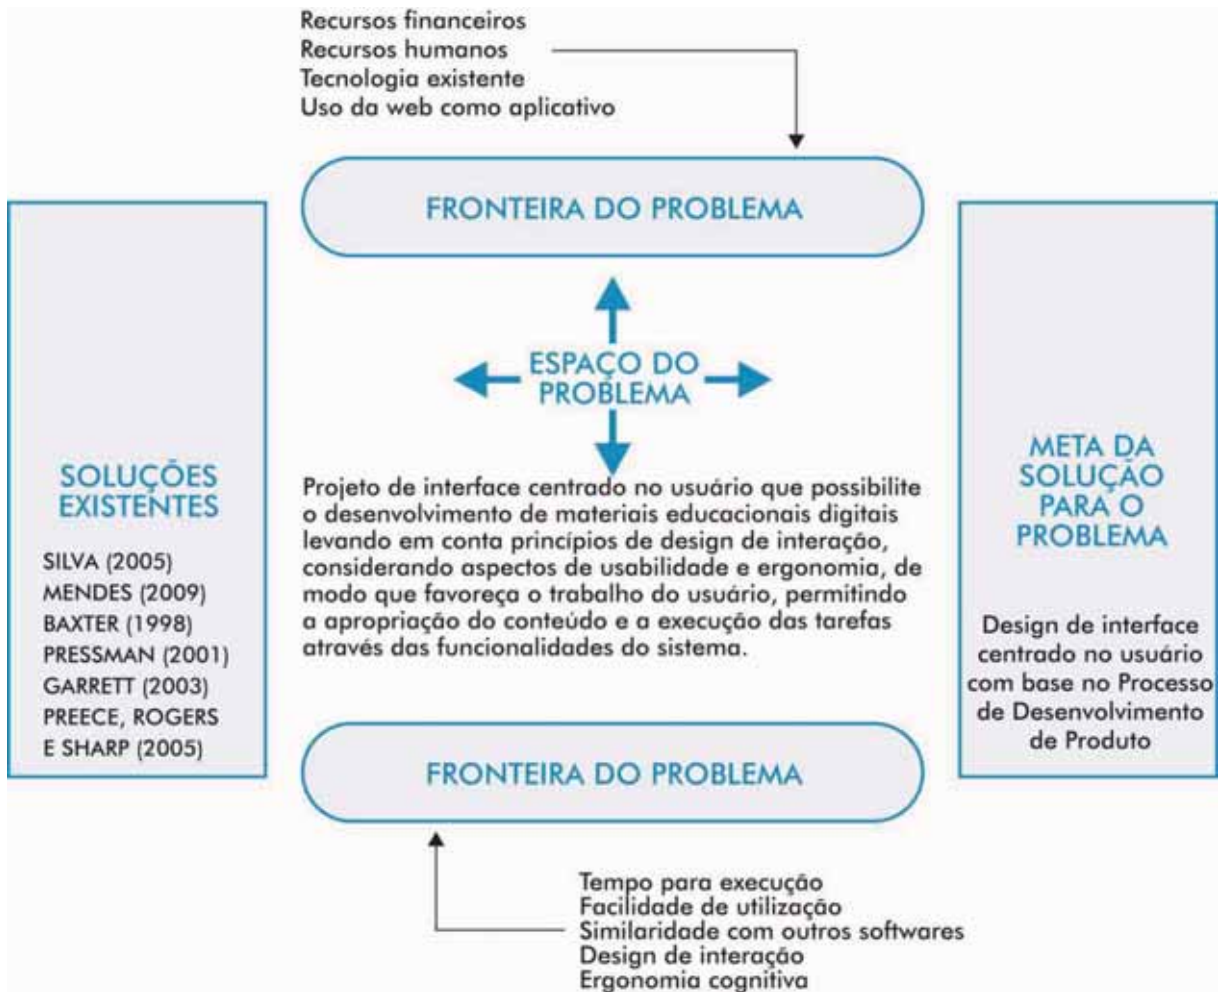 Recursos financeiros
Recursos humanos
Tecnologia existente
Uso da web como aplicativo
FRONTEIRA DO PROBLEMA
SOLUÇÕES
EXISTENTES
SILVA (2005)
MENDES (2009)
BAXTER (1998)
PRESSMAN (2001)
GARRETT (2003)
PREECE, ROGERS
E SHARP (2005)
ESPAÇO DO
PROBLEMA
Projeto de interface centrado no usuário que possibilite
o desenvolvimento de materiais educacionais digitais
levando em conta princípios de design de interação,
considerando aspectos de usabilidade e ergonomia, de
modo que favoreça o trabalho do usuário, permitindo
a apropriação do conteúdo e a execução das tarefas
através das funcionalidades do sistema.
META DA
SOLUÇÃO
PARA O
PROBLEMA
Design de interface
centrado no usuário
com base no Processo
de Desenvolvimento
de Produto
FRONTEIRA DO PROBLEMA
Tempo para execução
Facilidade de utilização
Similaridade com outros softwares
Design de interação
Ergonomia cognitiva